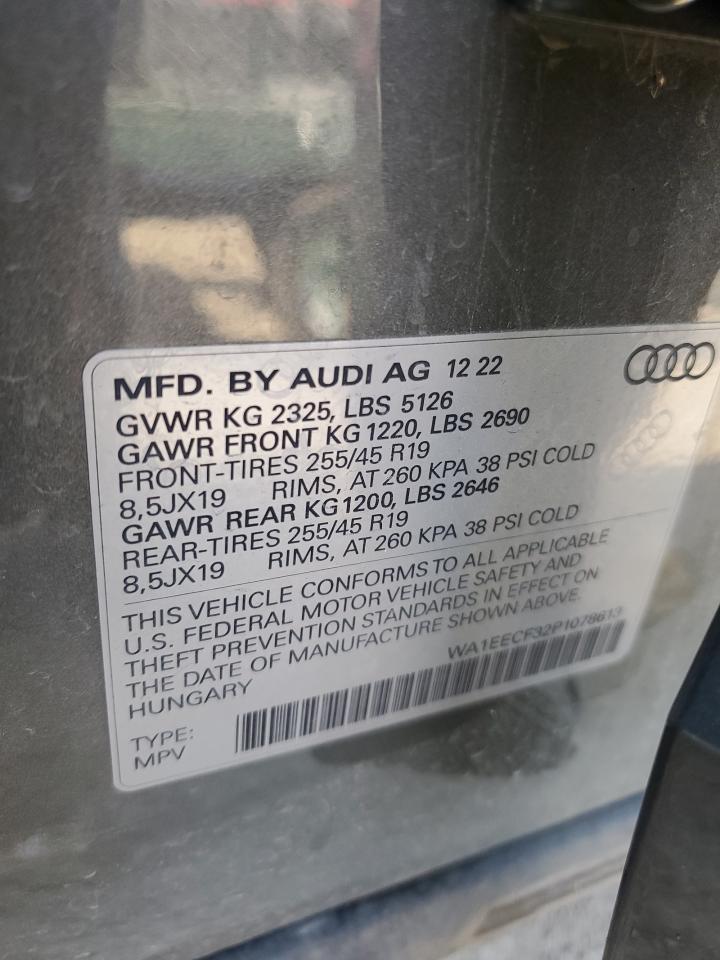 MFD. BY AUDI AG 12 22
GVWR KG 2325, LBS 5126
GAWR FRONT KG 1220, LBS 2690
FRONT-TIRES 255/45 R19
8,5JX19 RIMS, AT 260 KPA 38 PSI COLD
GAWR REAR KG 1200, LBS 2646
REAR-TIRES 255/45 R19
8,5JX19 RIMS, AT 260 KPA 38 PSI COLD
THIS VEHICLE CONFORMS TO ALL APPLICABLE
U.S. FEDERAL MOTOR VEHICLE SAFETY AND
THEFT PREVENTION STANDARDS IN EFFECT ON
THE DATE OF MANUFACTURE SHOWN ABOVE.
HUNGARY
WA1EECF32P1078613
TYPE:
MPV